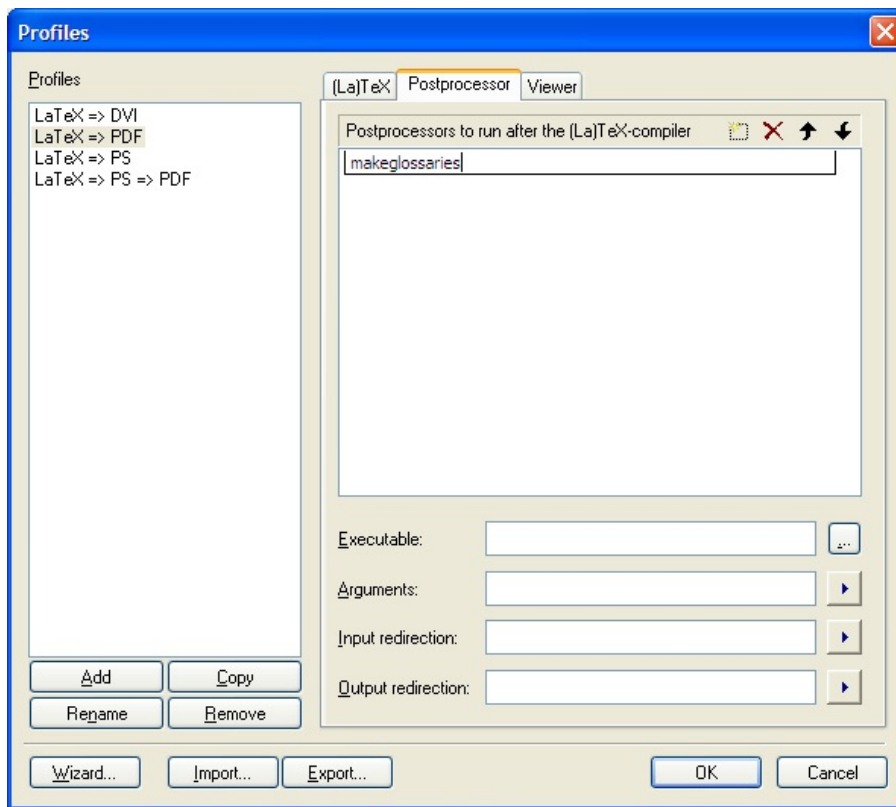 Profiles
Profiles
LaTeX => DVI
LaTeX => PDF
LaTeX => PS
LaTeX => PS => PDF
Add
Copy
Rename
Remove
(La)TeX
Postprocessor
Viewer
Postprocessors to run after the (La)TeX-compiler
makeglossaries
Executable:
...
Arguments:
Input redirection:
Output redirection:
Wizard...
Import...
Export...
OK
Cancel